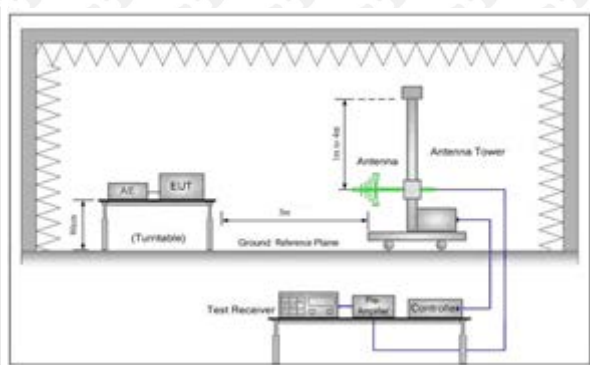 1m to 4m
Antenna
Antenna Tower
AE
EUT
80cm
3m
(Turntable)
Ground Reference Plane
Test Receiver
Pre
Amplifier
Controller